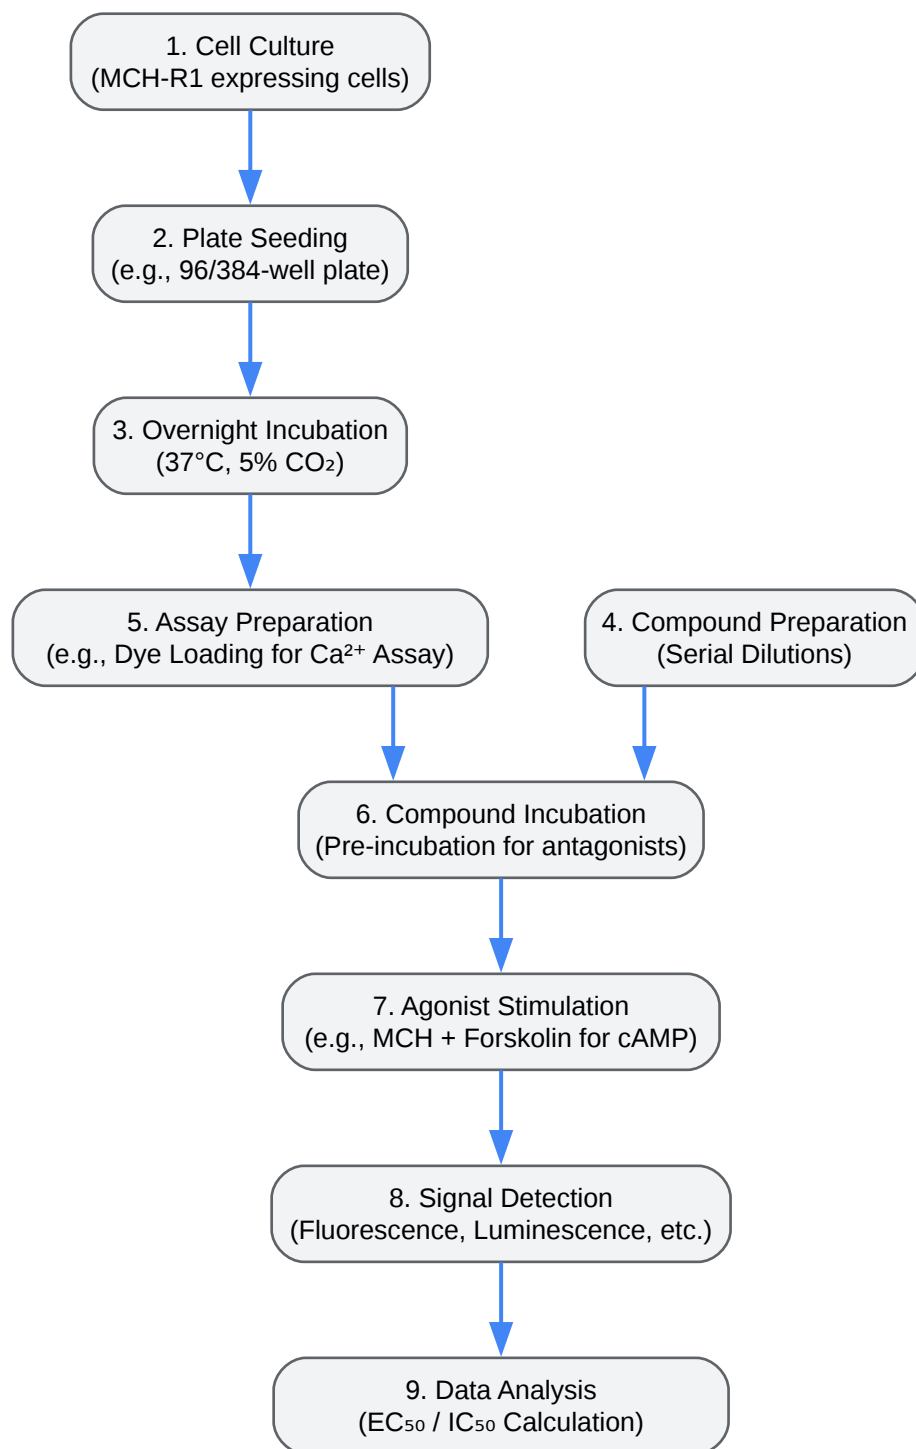 1. Cell Culture
(MCH-R1 expressing cells)
2. Plate Seeding
(e.g., 96/384-well plate)
3. Overnight Incubation
(37°C, 5% CO₂)
5. Assay Preparation
(e.g., Dye Loading for Ca²⁺ Assay)
4. Compound Preparation
(Serial Dilutions)
6. Compound Incubation
(Pre-incubation for antagonists)
7. Agonist Stimulation
(e.g., MCH + Forskolin for cAMP)
8. Signal Detection
(Fluorescence, Luminescence, etc.)
9. Data Analysis
(EC₅₀ / IC₅₀ Calculation)